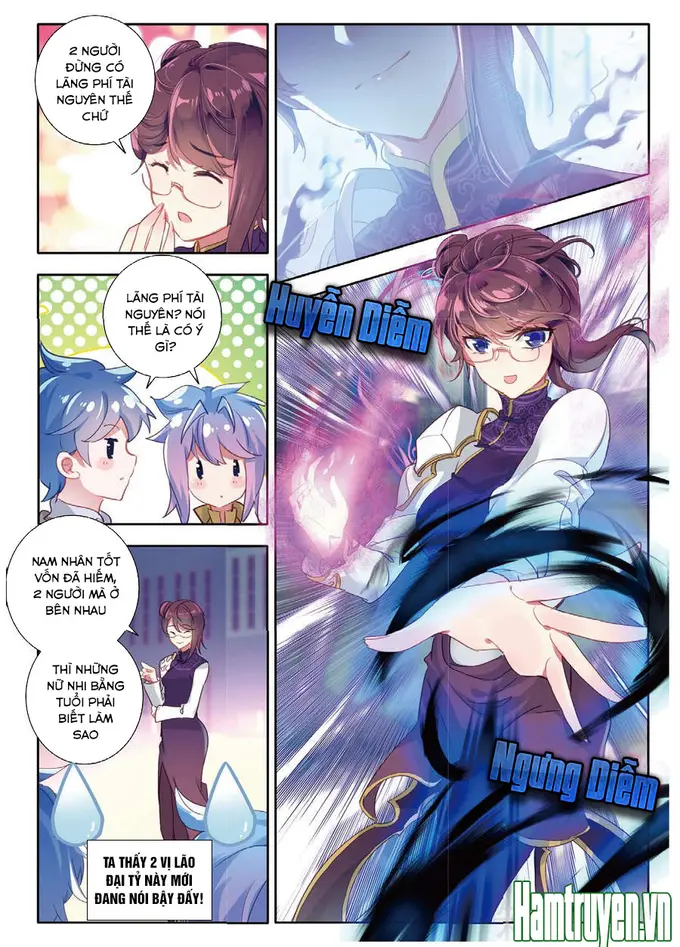 2 NGƯỜI
ĐỪNG CÓ
LÃNG PHÍ TÀI
NGUYÊN THẾ
CHỨ
LÃNG PHÍ TÀI
NGUYÊN? NÓI
THẾ LÀ CÓ Ý
GÌ?
Huyễn Diễm
NAM NHÂN TỐT
VỐN ĐÃ HIẾM,
2 NGƯỜI MÀ Ở
BÊN NHAU
THÌ NHỮNG
NỮ NHI BẰNG
TUỔI PHẢI
BIẾT LÀM
SAO
Ngưng Diễm
TA THẤY 2 VỊ LÃO
ĐẠI TỶ NÀY MỚI
ĐANG NÓI BẬY ĐẤY!
Hamtruyen.vn